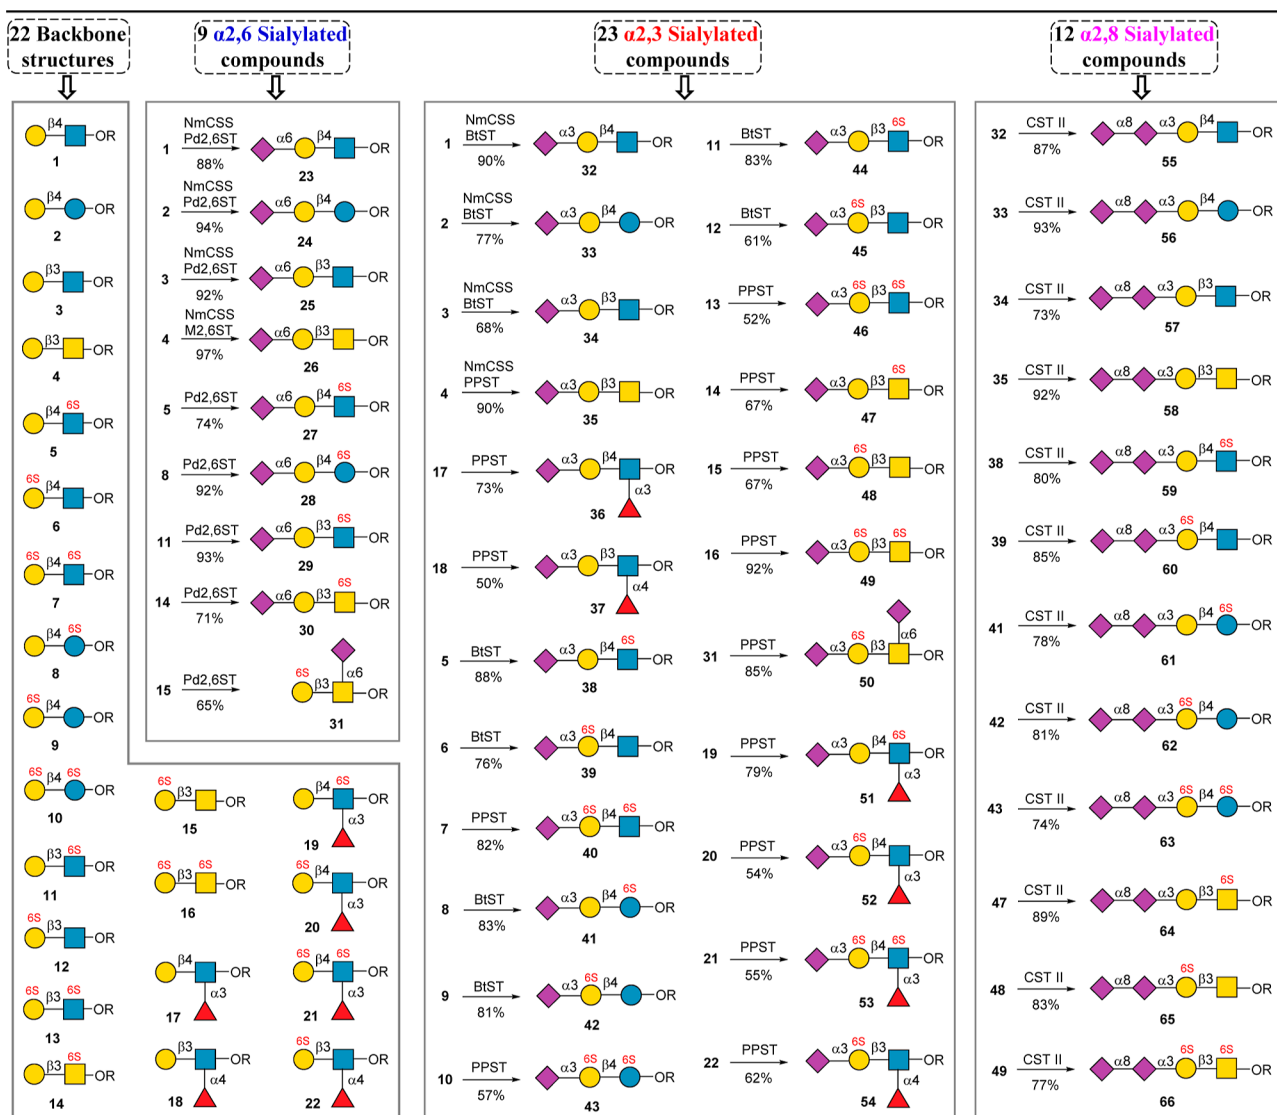 22 Backbone
structures
β4
OR
1
β4
OR
2
β3
OR
3
β3
OR
4
6S
β4
OR
5
6S
β4
OR
6
6S 6S
β4
OR
7
6S
β4
OR
8
6S
β4
OR
9
6S 6S
β4
OR
10
6S
β3
OR
11
6S
β3
OR
12
6S 6S
β3
OR
13
6S
β3
OR
14
6S
β3
OR
15
6S 6S
β3
OR
16
β4
OR
α3
17
β3
OR
α4
18
6S
β4
OR
α3
19
6S
β4
OR
α3
20
6S 6S
β4
OR
α3
21
6S
β3
OR
α4
22
9 α2,6 Sialylated
compounds
NmCSS
1 Pd2,6ST
88%
α6 β4 OR
23
NmCSS
2 Pd2,6ST
94%
α6 β4 OR
24
NmCSS
3 Pd2,6ST
92%
α6 β3 OR
25
NmCSS
4 M2,6ST
97%
α6 β3 OR
26
5 Pd2,6ST
74%
6S
α6 β4 OR
27
8 Pd2,6ST
92%
6S
α6 β4 OR
28
11 Pd2,6ST
93%
6S
α6 β3 OR
29
14 Pd2,6ST
71%
6S
α6 β3 OR
30
15 Pd2,6ST
65%
6S
β3 α6 OR
31
23 α2,3 Sialylated
compounds
NmCSS
1 BtST
90%
α3 β4 OR
32
NmCSS
2 BtST
77%
α3 β4 OR
33
NmCSS
3 BtST
68%
α3 β3 OR
34
NmCSS
4 PPST
90%
α3 β3 OR
35
17 PPST
73%
α3 β4 OR
α3
36
18 PPST
50%
α3 β3 OR
α4
37
5 BtST
88%
6S
α3 β4 OR
38
6 BtST
76%
6S
α3 β4 OR
39
7 PPST
82%
6S 6S
α3 β4 OR
40
8 BtST
83%
6S
α3 β4 OR
41
9 BtST
81%
6S
α3 β4 OR
42
10 PPST
57%
6S 6S
α3 β4 OR
43
11 BtST
83%
6S
α3 β3 OR
44
12 BtST
61%
6S
α3 β3 OR
45
13 PPST
52%
6S 6S
α3 β3 OR
46
14 PPST
67%
6S
α3 β3 OR
47
15 PPST
67%
6S
α3 β3 OR
48
16 PPST
92%
6S 6S
α3 β3 OR
49
31 PPST
85%
6S
α3 β3 α6 OR
50
19 PPST
79%
6S
α3 β4 OR
α3
51
20 PPST
54%
6S
α3 β4 OR
α3
52
21 PPST
55%
6S 6S
α3 β4 OR
α3
53
22 PPST
62%
6S
α3 β3 OR
α4
54
12 α2,8 Sialylated
compounds
32 CST II
87%
α8 α3 β4 OR
55
33 CST II
93%
α8 α3 β4 OR
56
34 CST II
73%
α8 α3 β3 OR
57
35 CST II
92%
α8 α3 β3 OR
58
38 CST II
80%
6S
α8 α3 β4 OR
59
39 CST II
85%
6S
α8 α3 β4 OR
60
41 CST II
78%
6S
α8 α3 β4 OR
61
42 CST II
81%
6S
α8 α3 β4 OR
62
43 CST II
74%
6S 6S
α8 α3 β4 OR
63
47 CST II
89%
6S
α8 α3 β3 OR
64
48 CST II
83%
6S
α8 α3 β3 OR
65
49 CST II
77%
6S 6S
α8 α3 β3 OR
66